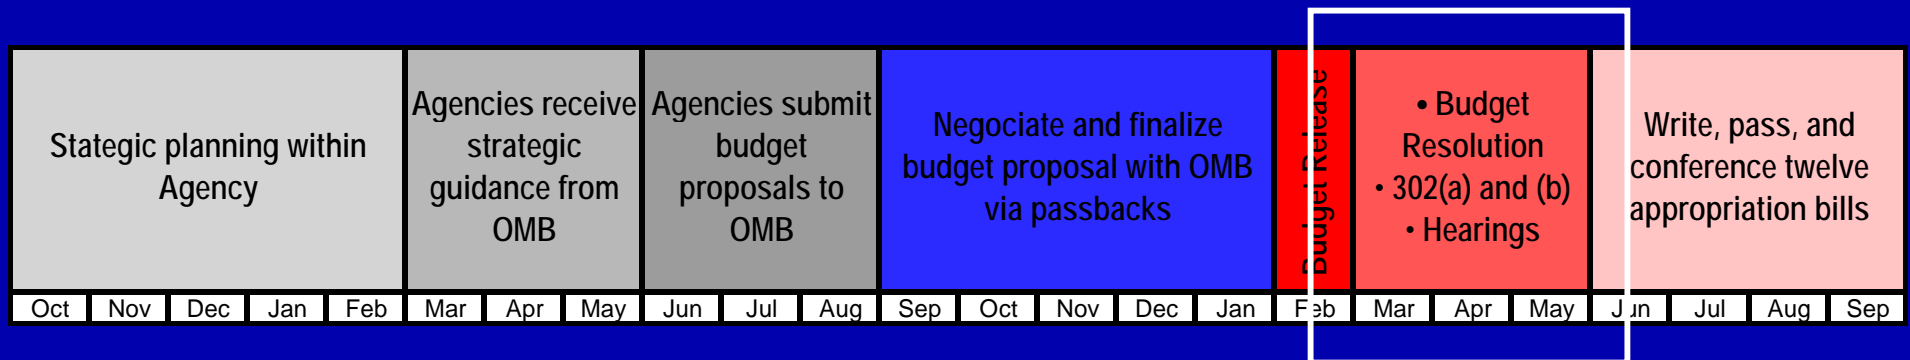 Stategic planning within
Agency
Agencies receive
strategic
guidance from
OMB
Agencies submit
budget
proposals to
OMB
Negociate and finalize
budget proposal with OMB
via passbacks
Budget Release
• Budget
Resolution
• 302(a) and (b)
• Hearings
Write, pass, and
conference twelve
appropriation bills
Oct Nov Dec Jan Feb Mar Apr May Jun Jul Aug Sep Oct Nov Dec Jan Feb Mar Apr May Jun Jul Aug Sep